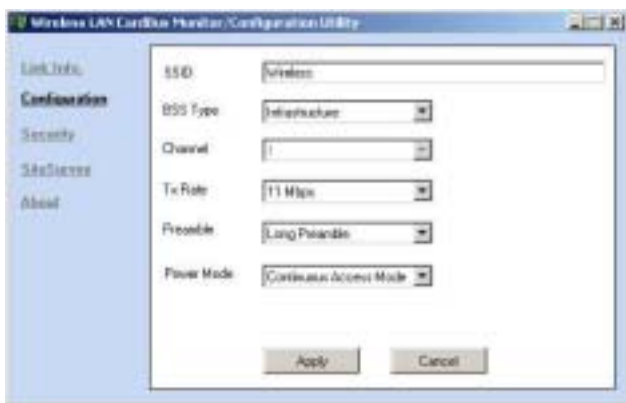 Wireless LAN CardBus Monitor/Configuration Utility
Link Info.
Configuration
Security
SiteSurvey
About
SSID
Wireless
BSS Type
Infrastructure
Channel
1
Tx Rate
11 Mbps
Preamble
Long Preamble
Power Mode
Continuous Access Mode
Apply
Cancel